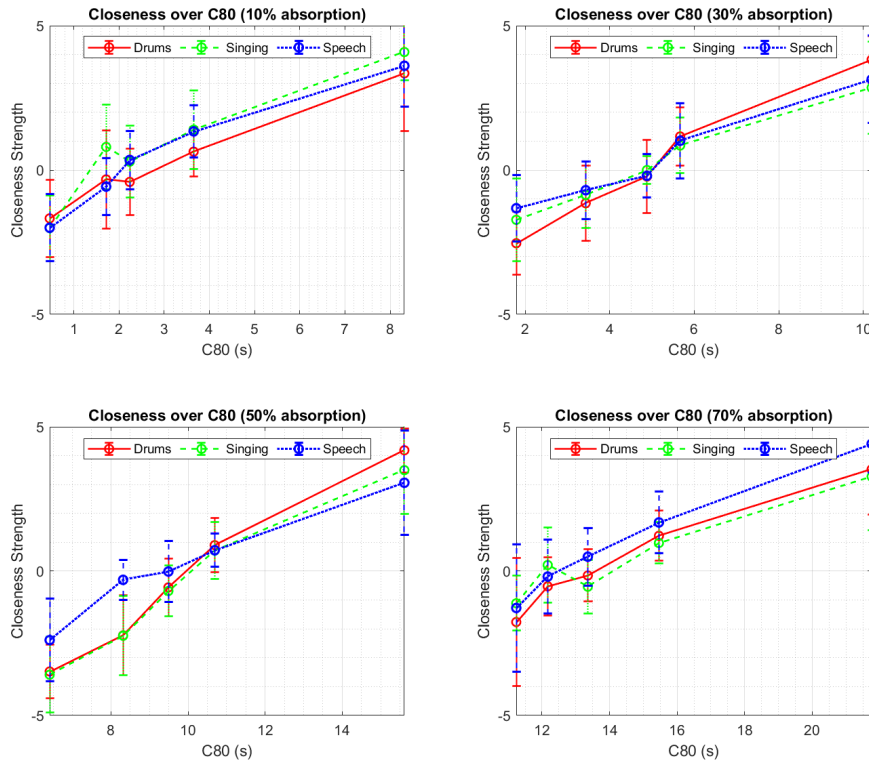 Closeness over C80 (10% absorption)
Drums Singing Speech
5
0
-5
Closeness Strength
1 2 3 4 5 6 7 8
C80 (s)
Closeness over C80 (30% absorption)
Drums Singing Speech
5
0
-5
Closeness Strength
2 4 6 8 10
C80 (s)
Closeness over C80 (50% absorption)
Drums Singing Speech
5
0
-5
Closeness Strength
8 10 12 14
C80 (s)
Closeness over C80 (70% absorption)
Drums Singing Speech
5
0
-5
Closeness Strength
12 14 16 18 20
C80 (s)